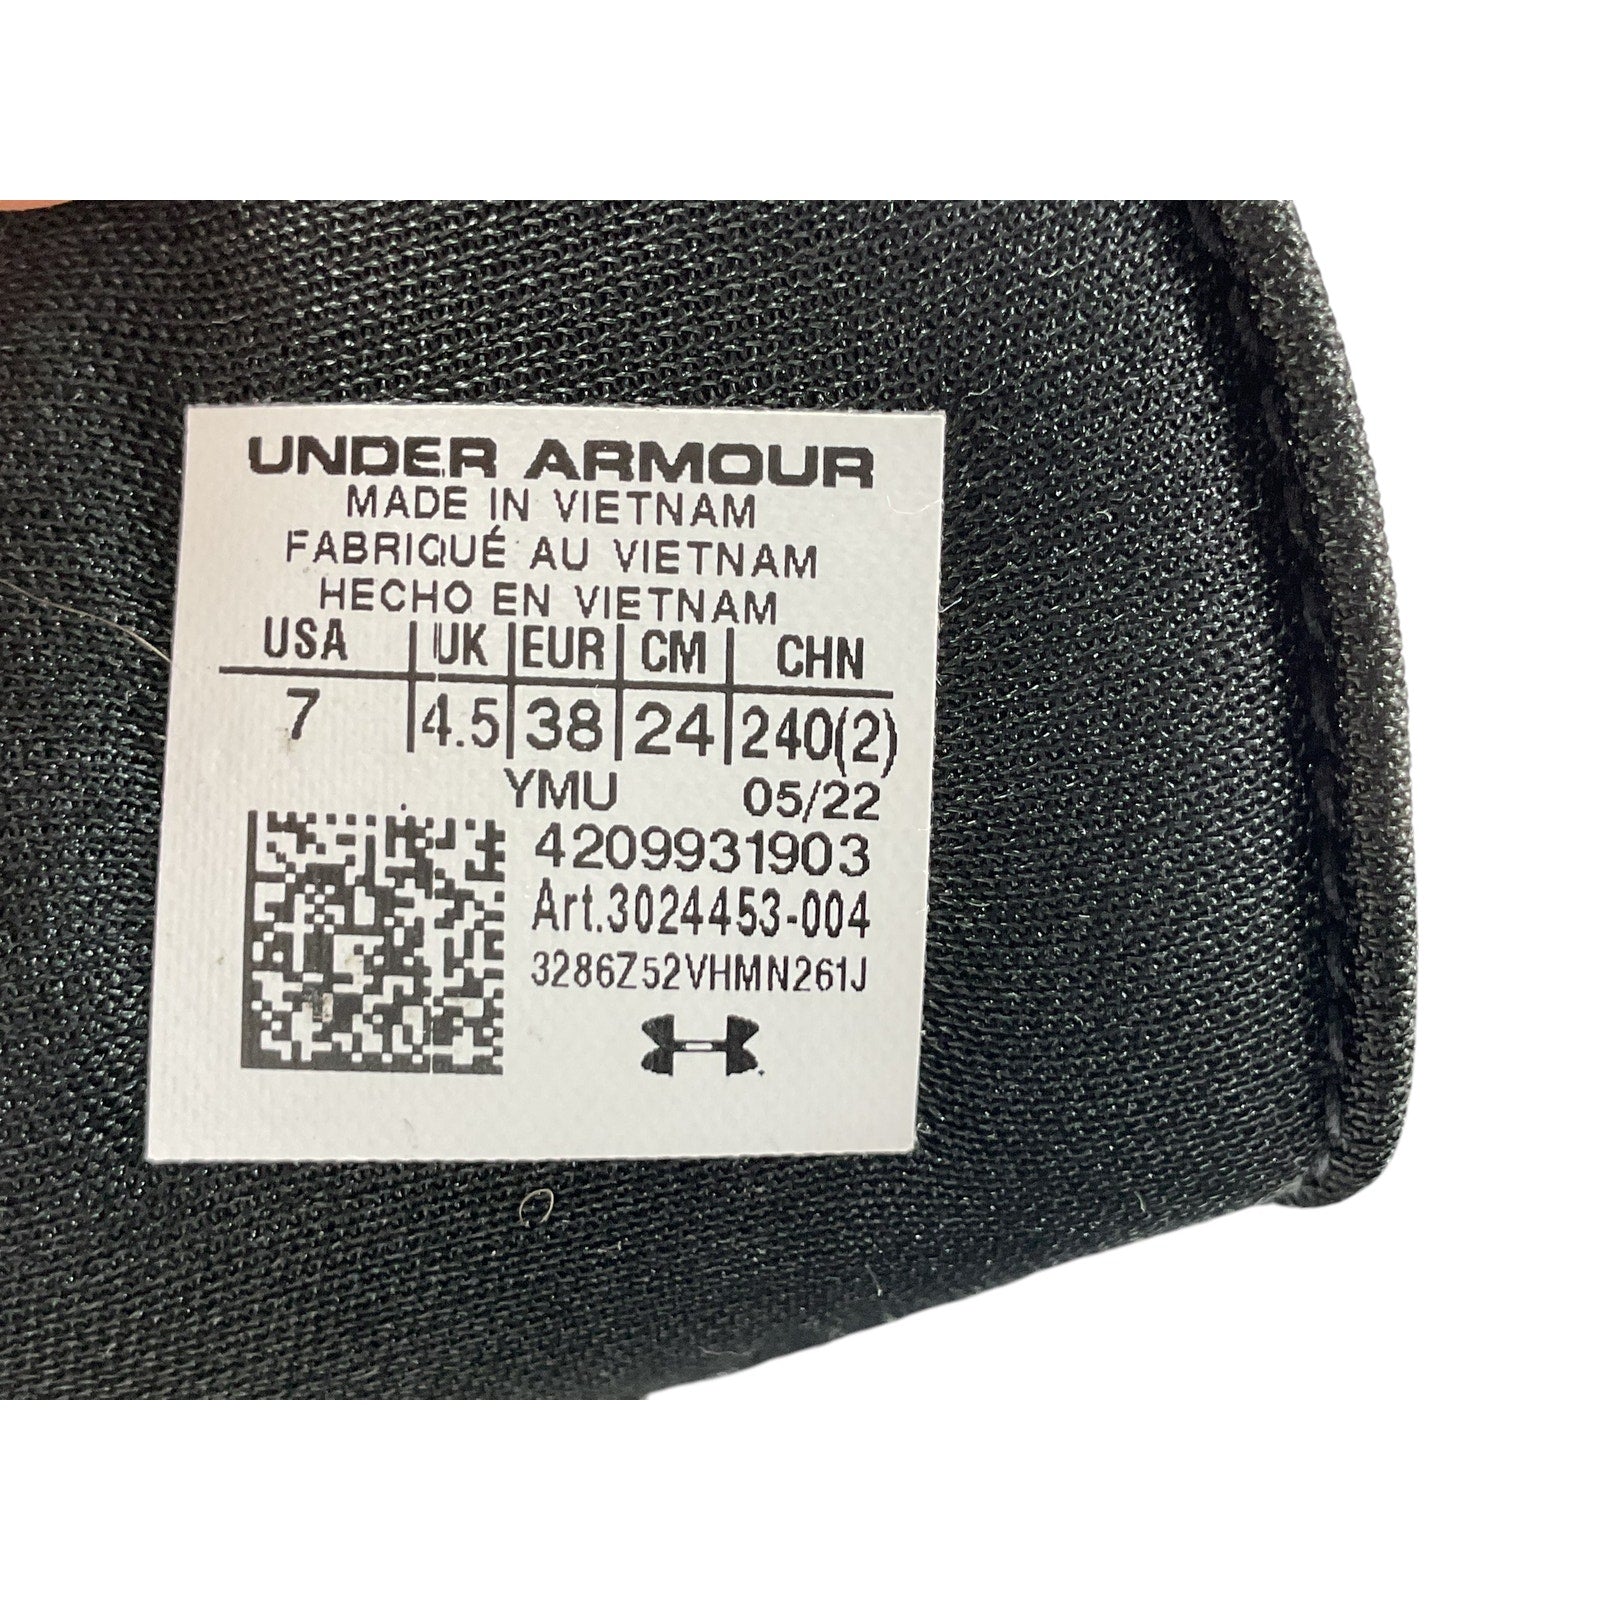 UNDER ARMOUR
MADE IN VIETNAM
FABRIQUÉ AU VIETNAM
HECHO EN VIETNAM
USA UK EUR CM CHN
7 4.5 38 24 240(2)
YMU 05/22
4209931903
Art.3024453-004
3286Z52VHMN261J